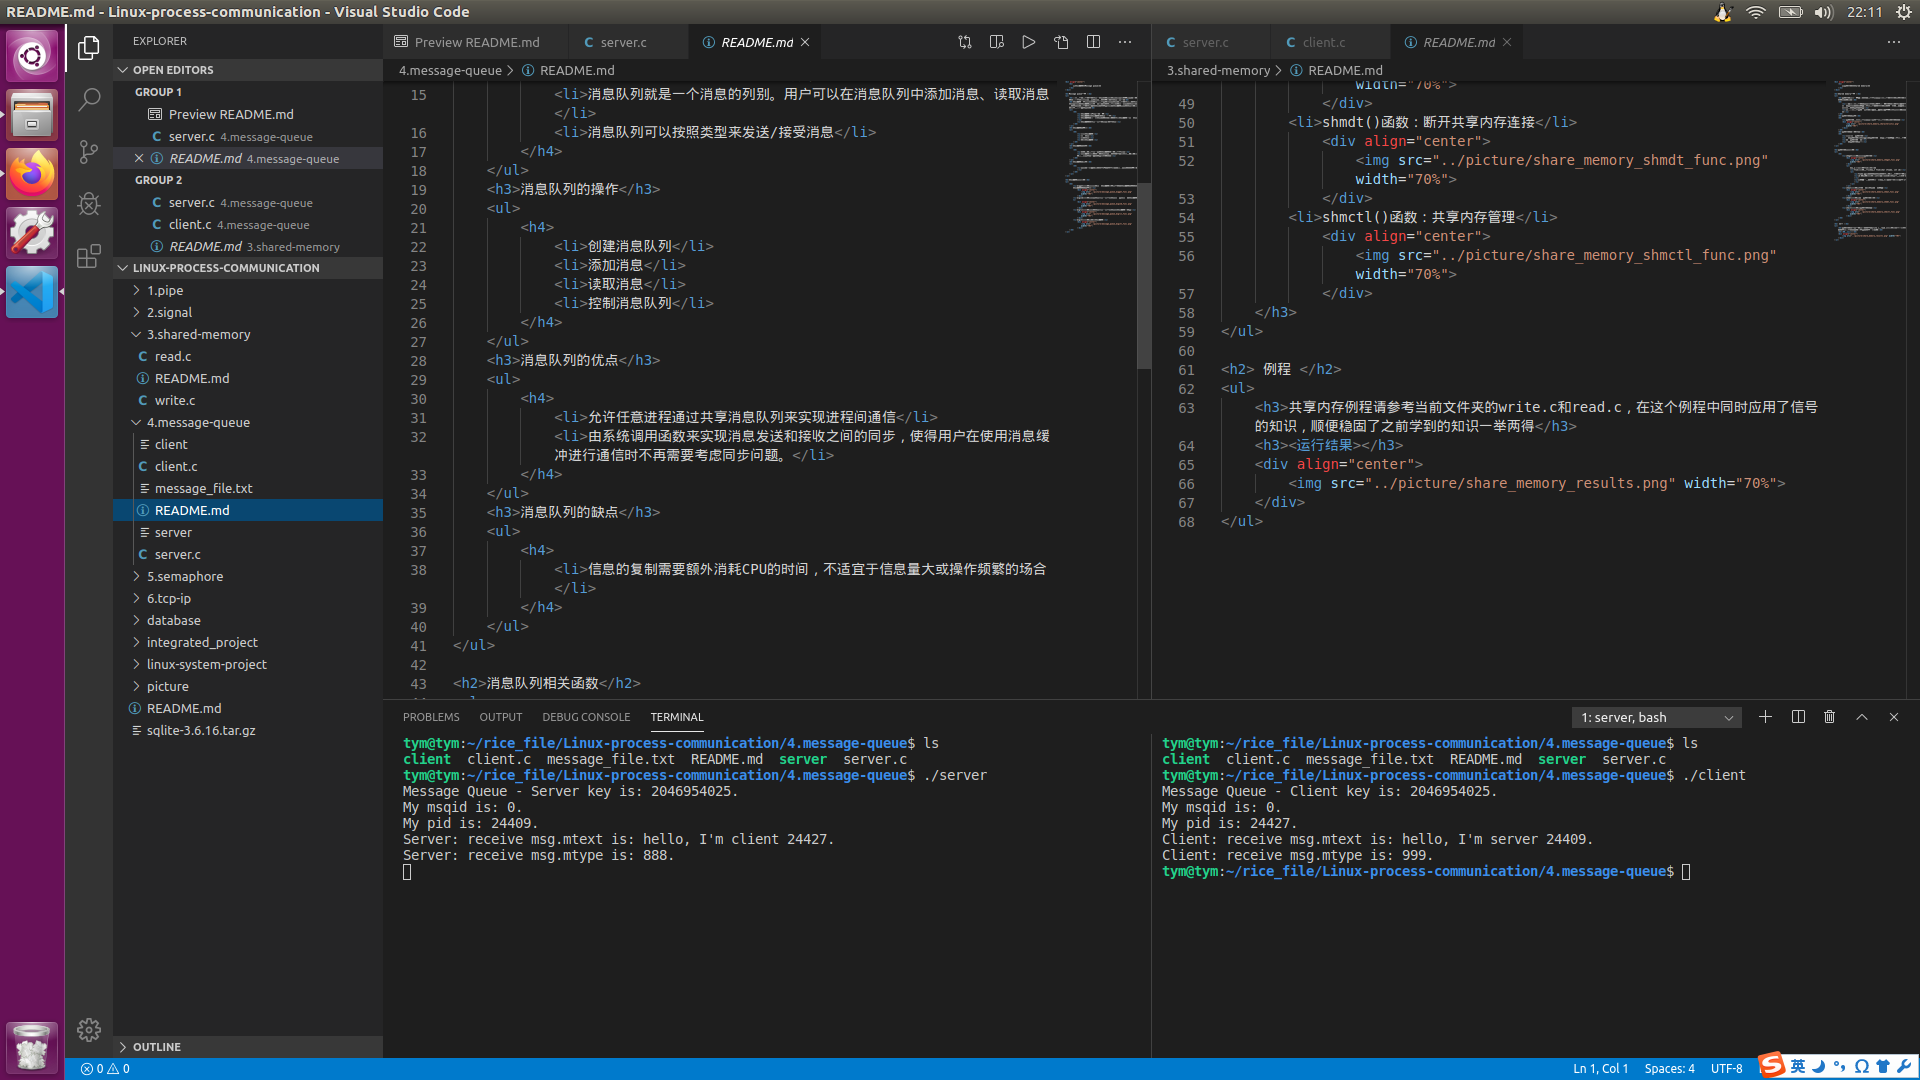 README.md - Linux-process-communication - Visual Studio Code
22:11
EXPLORER
OPEN EDITORS
GROUP 1
Preview README.md
server.c 4.message-queue
README.md 4.message-queue
GROUP 2
server.c 4.message-queue
client.c 4.message-queue
README.md 3.shared-memory
LINUX-PROCESS-COMMUNICATION
1.pipe
2.signal
3.shared-memory
read.c
README.md
write.c
4.message-queue
client
client.c
message_file.txt
README.md
server
server.c
5.semaphore
6.tcp-ip
database
integrated_project
linux-system-project
picture
README.md
sqlite-3.6.16.tar.gz
OUTLINE
Preview README.md
server.c
README.md
4.message-queue > README.md
15 <li>消息队列就是一个消息的列别。用户可以在消息队列中添加消息、读取消息
</li>
16 <li>消息队列可以按照类型来发送/接受消息</li>
17 </h4>
18 </ul>
19 <h3>消息队列的操作</h3>
20 <ul>
21 <h4>
22 <li>创建消息队列</li>
23 <li>添加消息</li>
24 <li>读取消息</li>
25 <li>控制消息队列</li>
26 </h4>
27 </ul>
28 <h3>消息队列的优点</h3>
29 <ul>
30 <h4>
31 <li>允许任意进程通过共享消息队列来实现进程间通信</li>
32 <li>由系统调用函数来实现消息发送和接收之间的同步，使得用户在使用消息缓
冲进行通信时不再需要考虑同步问题。</li>
33 </h4>
34 </ul>
35 <h3>消息队列的缺点</h3>
36 <ul>
37 <h4>
38 <li>信息的复制需要额外消耗CPU的时间，不适宜于信息量大或操作频繁的场合
</li>
39 </h4>
40 </ul>
41 </ul>
42
43 <h2>消息队列相关函数</h2>
server.c
client.c
README.md
3.shared-memory > README.md
width="70%">
49 </div>
50 <li>shmdt()函数：断开共享内存连接</li>
51 <div align="center">
52 <img src="../picture/share_memory_shmdt_func.png"
width="70%">
53 </div>
54 <li>shmctl()函数：共享内存管理</li>
55 <div align="center">
56 <img src="../picture/share_memory_shmctl_func.png"
width="70%">
57 </div>
58 </h3>
59 </ul>
60
61 <h2> 例程 </h2>
62 <ul>
63 <h3>共享内存例程请参考当前文件夹的write.c和read.c，在这个例程中同时应用了信号
的知识，顺便稳固了之前学到的知识一举两得</h3>
64 <h3><运行结果></h3>
65 <div align="center">
66 <img src="../picture/share_memory_results.png" width="70%">
67 </div>
68 </ul>
PROBLEMS OUTPUT DEBUG CONSOLE TERMINAL
1: server, bash
tym@tym:~/rice_file/Linux-process-communication/4.message-queue$ ls
client client.c message_file.txt README.md server server.c
tym@tym:~/rice_file/Linux-process-communication/4.message-queue$ ./server
Message Queue - Server key is: 2046954025.
My msqid is: 0.
My pid is: 24409.
Server: receive msg.mtext is: hello, I'm client 24427.
Server: receive msg.mtype is: 888.
tym@tym:~/rice_file/Linux-process-communication/4.message-queue$ ls
client client.c message_file.txt README.md server server.c
tym@tym:~/rice_file/Linux-process-communication/4.message-queue$ ./client
Message Queue - Client key is: 2046954025.
My msqid is: 0.
My pid is: 24427.
Client: receive msg.mtext is: hello, I'm server 24409.
Client: receive msg.mtype is: 999.
tym@tym:~/rice_file/Linux-process-communication/4.message-queue$
0 0
Ln 1, Col 1 Spaces: 4 UTF-8
英